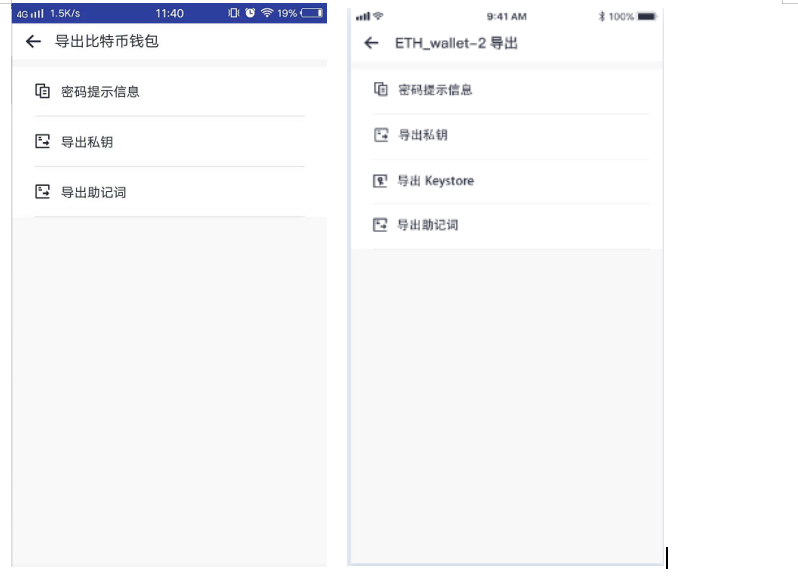 4G 1.5K/s 11:40 19%
导出比特币钱包
密码提示信息
导出私钥
导出助记词
9:41 AM 100%
ETH_wallet-2 导出
密码提示信息
导出私钥
导出 Keystore
导出助记词